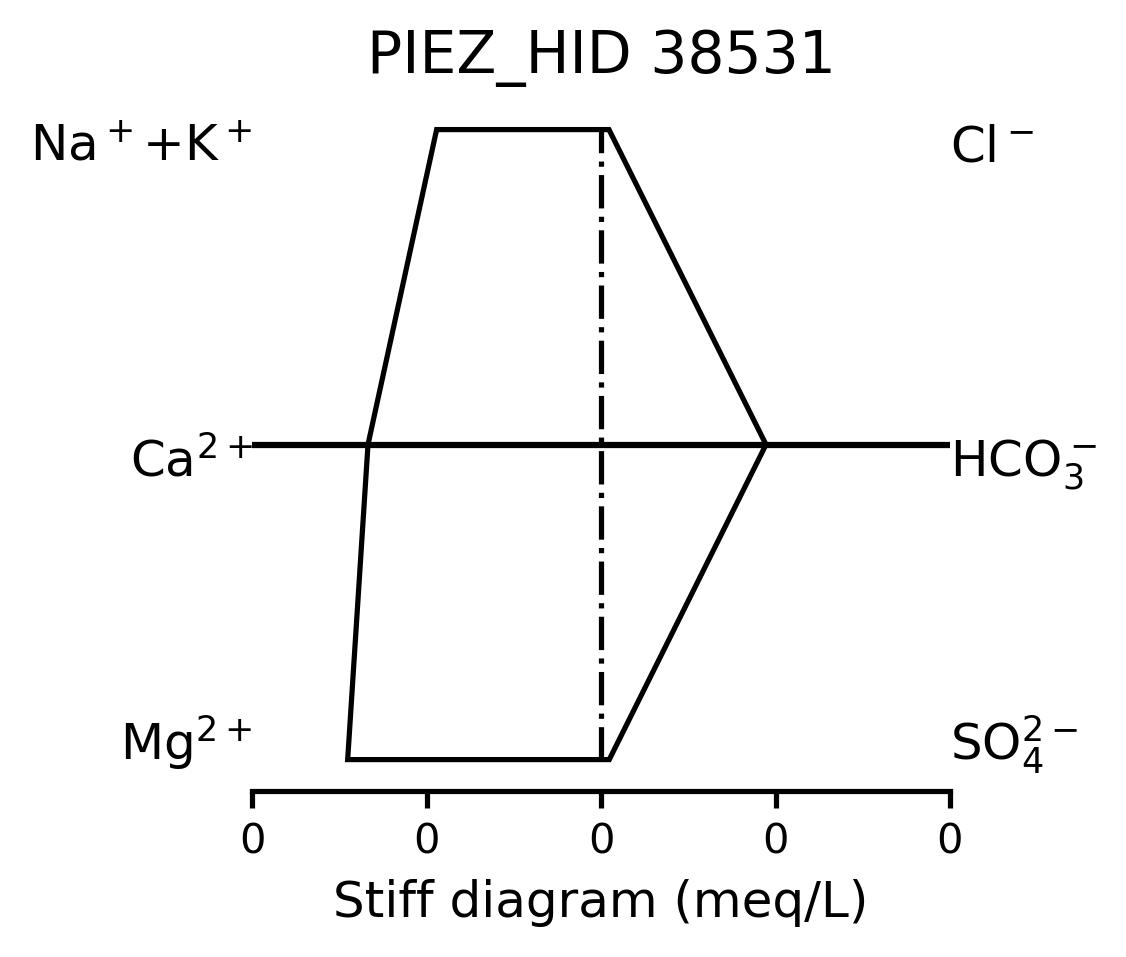 PIEZ_HID 38531
Na⁺+K⁺ Cl⁻
Ca²⁺ HCO₃⁻
Mg²⁺ SO₄²⁻
0 0 0 0 0
Stiff diagram (meq/L)